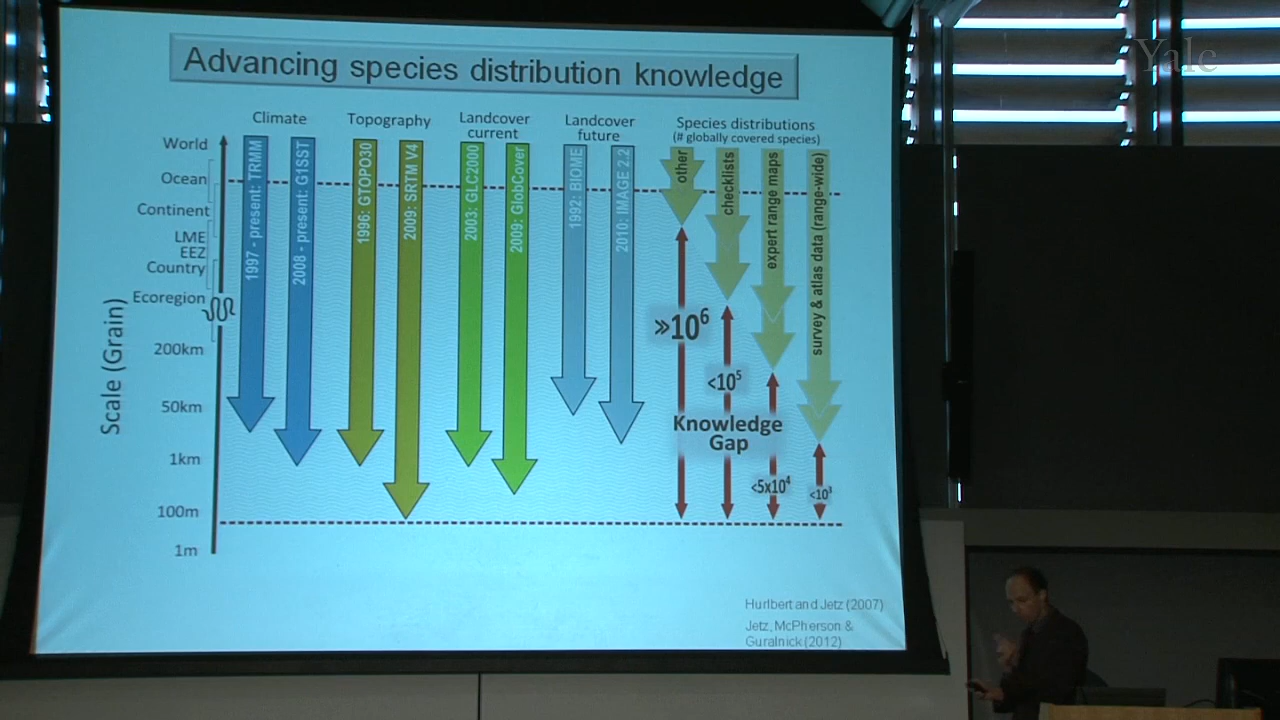 Yale
Advancing species distribution knowledge
Climate
Topography
Landcover
current
Landcover
future
Species distributions
(# globally covered species)
World
Ocean
Continent
LME
EEZ
Country
Ecoregion
200km
50km
1km
100m
1m
Scale (Grain)
1997 - present: TRMM
2008 - present: G1SST
1996: GTOPO30
2009: SRTM V4
2003: GLC2000
2009: GlobCover
1992: BIOME
2010: IMAGE 2.2
other
checklists
expert range maps
survey & atlas data (range-wide)
»10⁶
<10⁵
Knowledge
Gap
<5x10⁴
<10³
Hurlbert and Jetz (2007)
Jetz, McPherson &
Guralnick (2012)